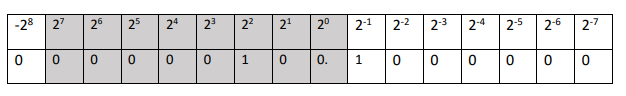 -2⁸ 2⁷ 2⁶ 2⁵ 2⁴ 2³ 2² 2¹ 2⁰ 2⁻¹ 2⁻² 2⁻³ 2⁻⁴ 2⁻⁵ 2⁻⁶ 2⁻⁷
0 0 0 0 0 0 1 0 0. 1 0 0 0 0 0 0